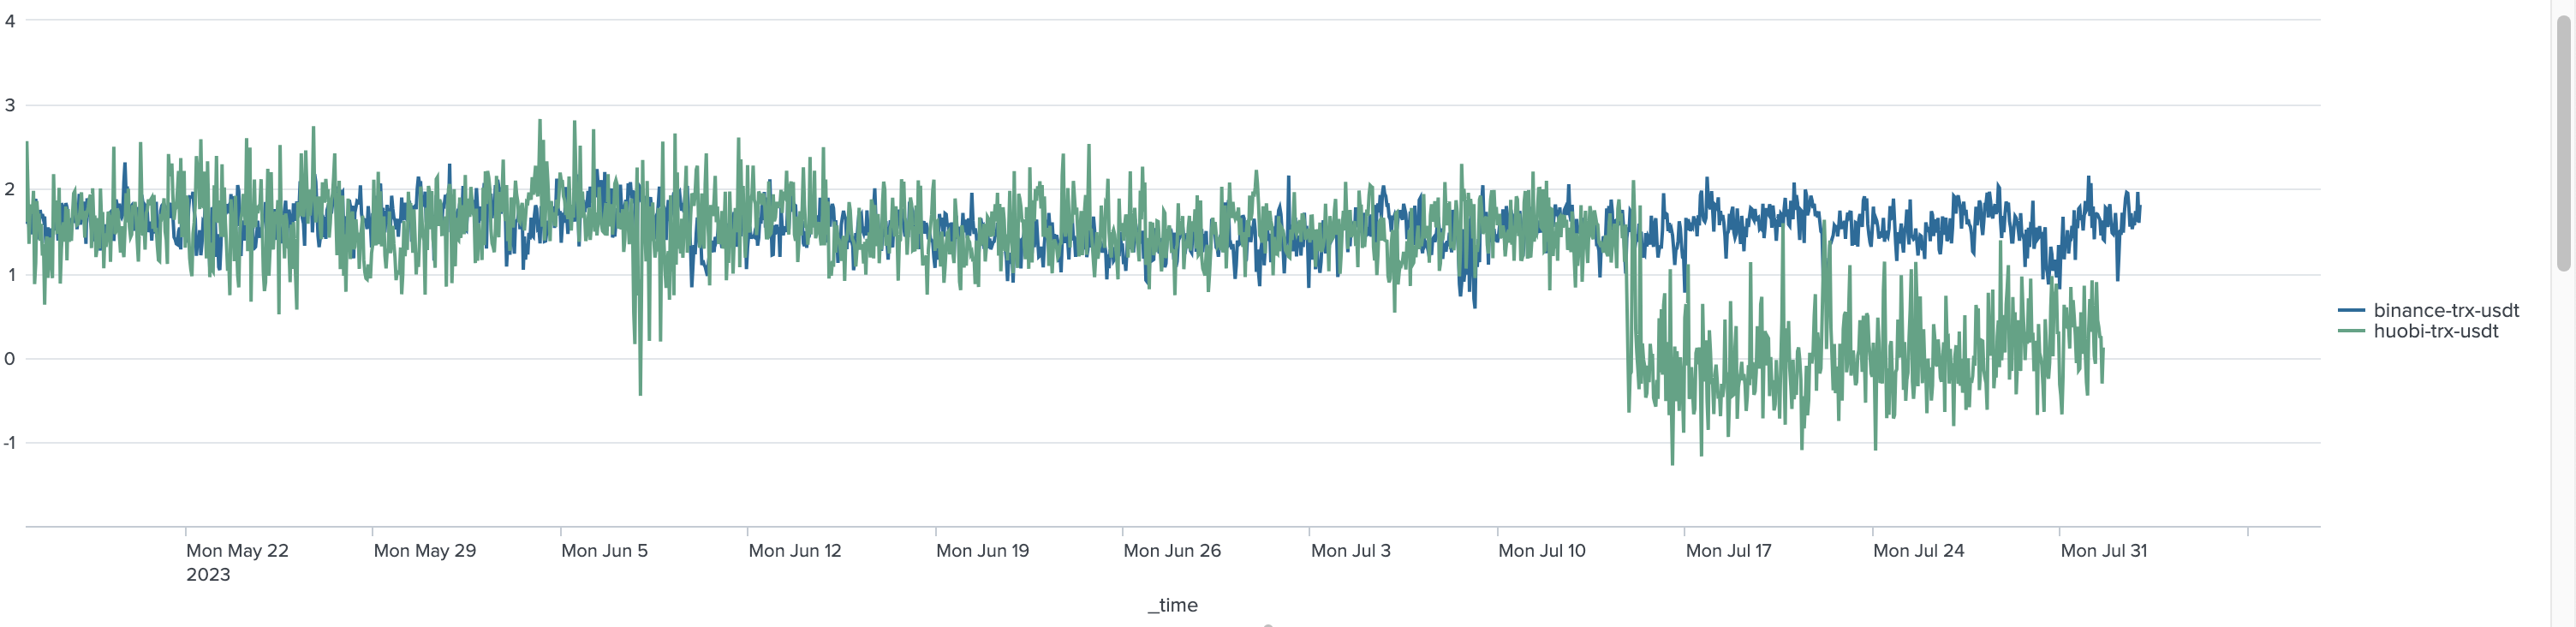 4
3
2
1
0
-1
Mon May 22
2023
Mon May 29
Mon Jun 5
Mon Jun 12
Mon Jun 19
Mon Jun 26
Mon Jul 3
Mon Jul 10
Mon Jul 17
Mon Jul 24
Mon Jul 31
_time
binance-trx-usdt
huobi-trx-usdt